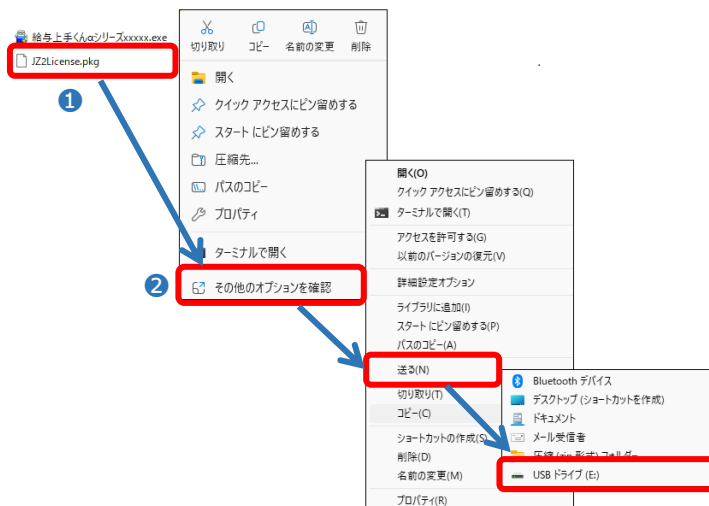 給与上手くんαシリーズxxxxx.exe
JZ2License.pkg
❶
切り取り コピー 名前の変更 削除
開く
クイック アクセスにピン留めする
スタート にピン留めする
圧縮先...
パスのコピー
プロパティ
ターミナルで開く
❷
その他のオプションを確認
開く(O)
クイック アクセスにピン留めする(Q)
ターミナルで開く(T)
アクセスを許可する(G)
以前のバージョンの復元(V)
詳細設定オプション
ライブラリに追加(I)
スタート にピン留めする(P)
パスのコピー(A)
送る(N)
切り取り(T)
コピー(C)
ショートカットの作成(S)
削除(D)
名前の変更(M)
プロパティ(R)
Bluetooth デバイス
デスクトップ (ショートカットを作成)
ドキュメント
メール受信者
圧縮 (zip 形式) フォルダー
USB ドライブ (E:)